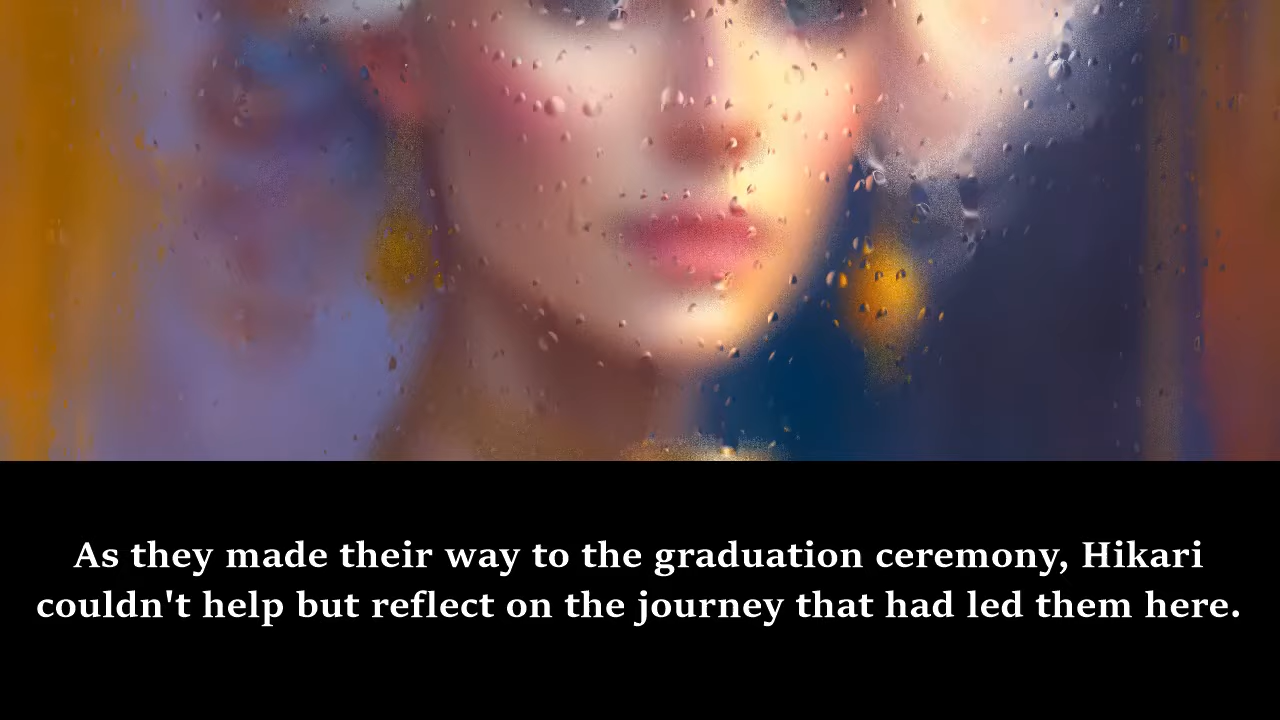 As they made their way to the graduation ceremony, Hikari
couldn't help but reflect on the journey that had led them here.